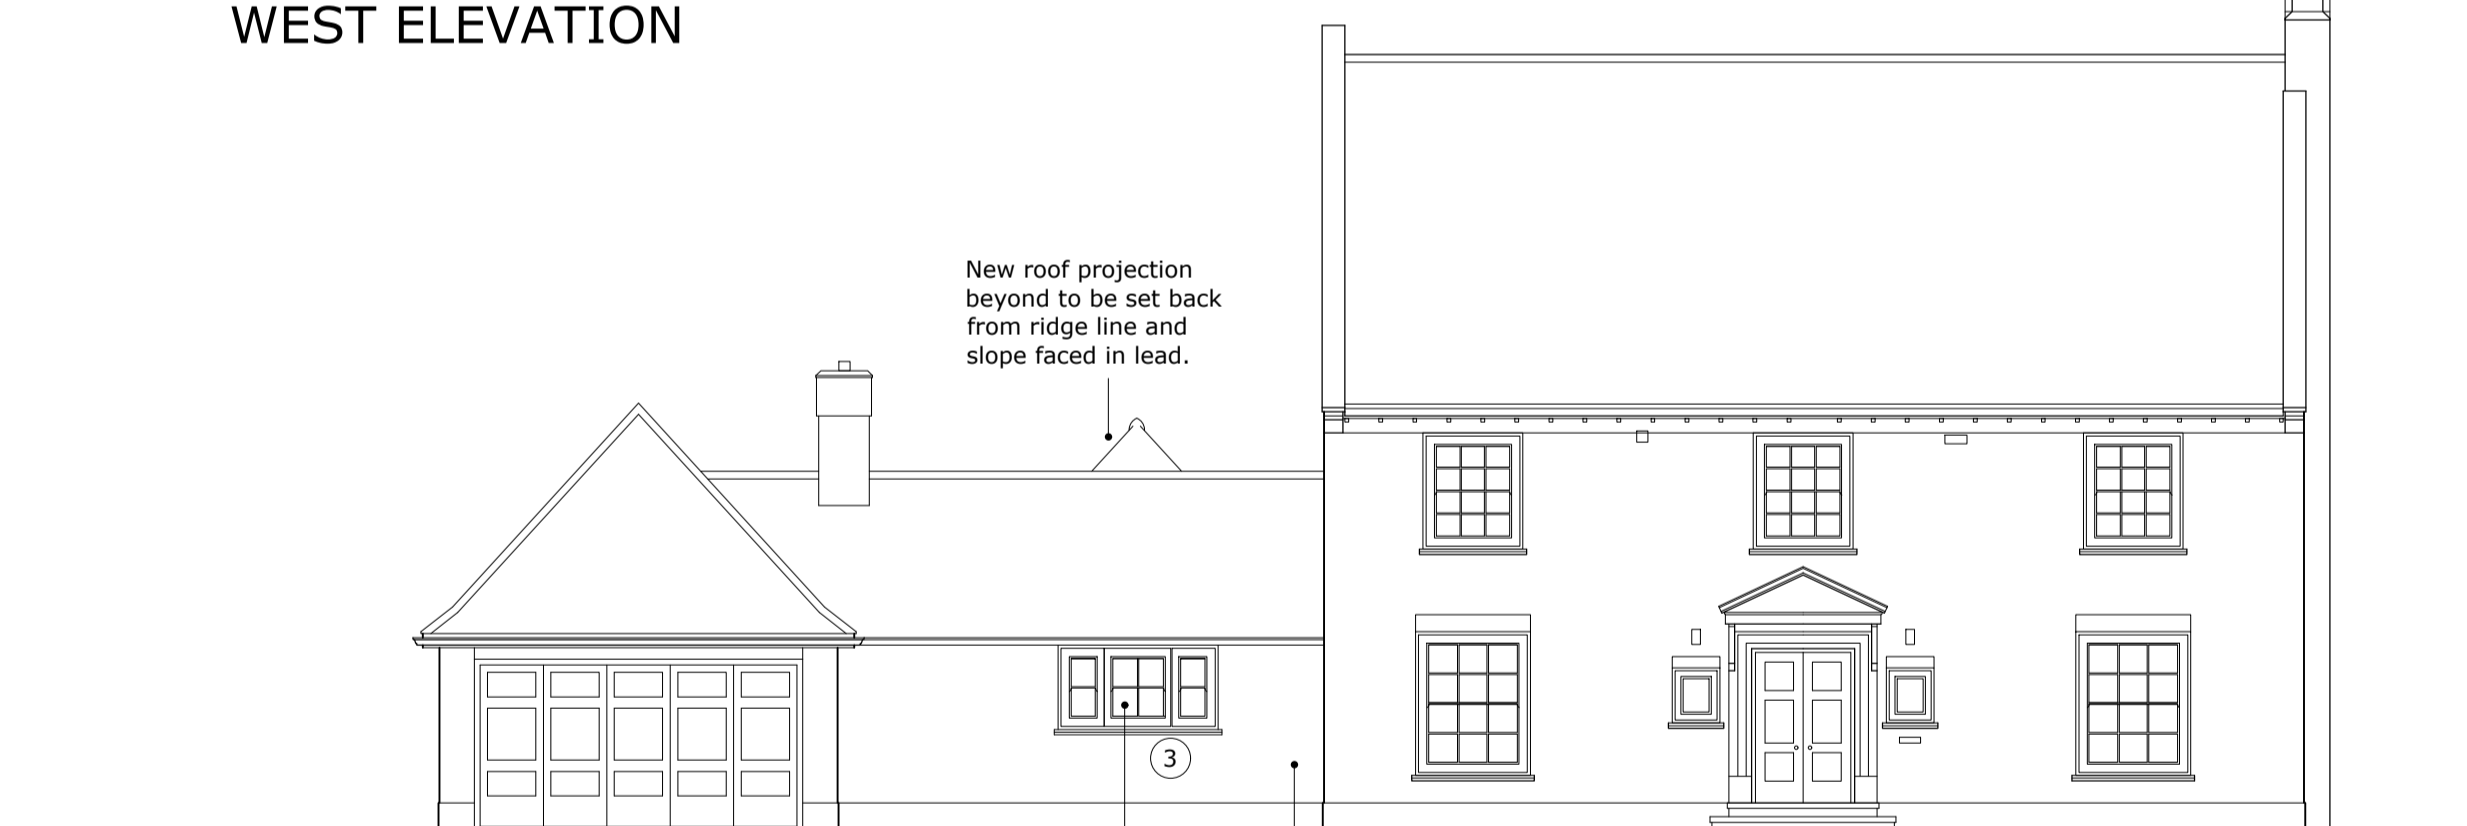 WEST ELEVATION
New roof projection
beyond to be set back
from ridge line and
slope faced in lead.
3